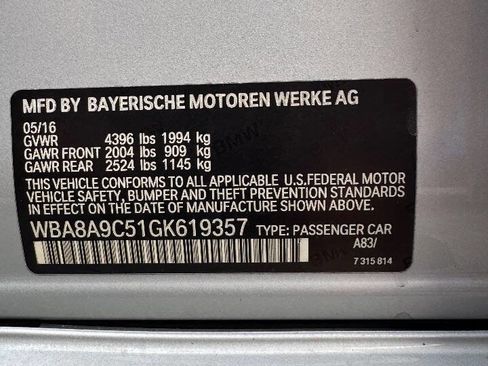 MFD BY BAYERISCHE MOTOREN WERKE AG
05/16
GVWR 4396 lbs 1994 kg
GAWR FRONT 2004 lbs 909 kg
GAWR REAR 2524 lbs 1145 kg
THIS VEHICLE CONFORMS TO ALL APPLICABLE U.S.FEDERAL MOTOR
VEHICLE SAFETY, BUMPER, AND THEFT PREVENTION STANDARDS
IN EFFECT ON THE DATE OF MANUFACTURE SHOWN ABOVE.
WBA8A9C51GK619357 TYPE: PASSENGER CAR
A83/
7 315 814